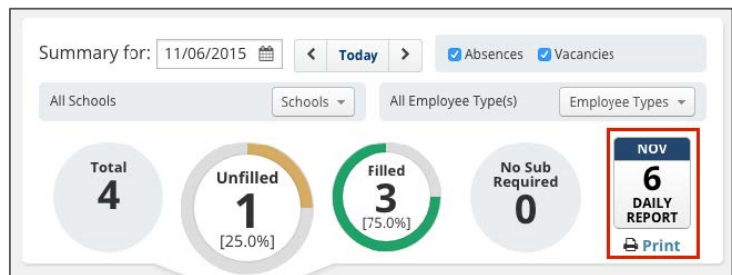 Summary for: 11/06/2015 Today Absences Vacancies
All Schools Schools All Employee Type(s) Employee Types
Total
4
Unfilled
1
[25.0%]
Filled
3
[75.0%]
No Sub
Required
0
NOV
6
DAILY
REPORT
Print